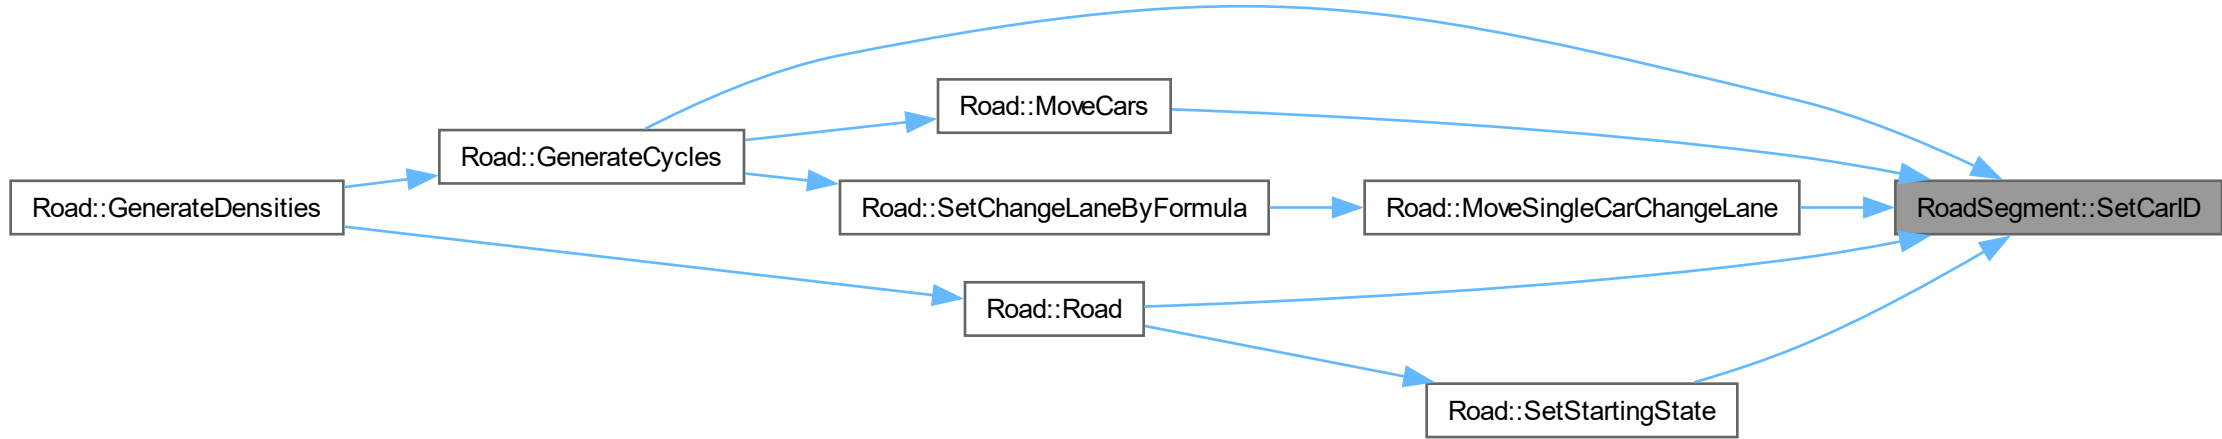 Road::MoveCars
Road::GenerateCycles
Road::GenerateDensities
Road::SetChangeLaneByFormula
Road::MoveSingleCarChangeLane
RoadSegment::SetCarID
Road::Road
Road::SetStartingState